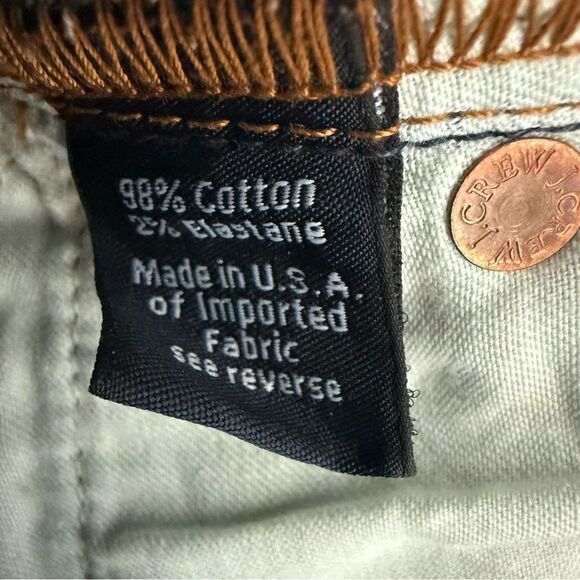 98% Cotton
2% Elastane
Made in U.S.A.
of Imported
Fabric
see reverse
J.CREW J.CREW